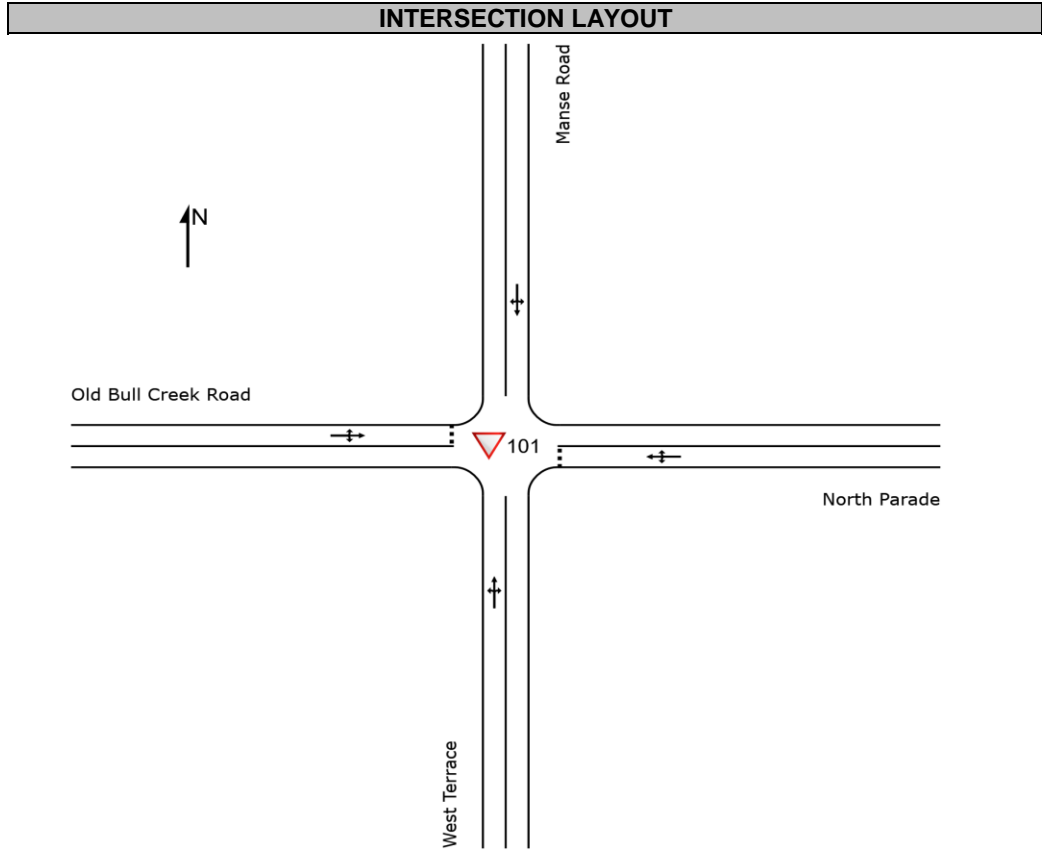 INTERSECTION LAYOUT
Manse Road
N
Old Bull Creek Road
101
North Parade
West Terrace